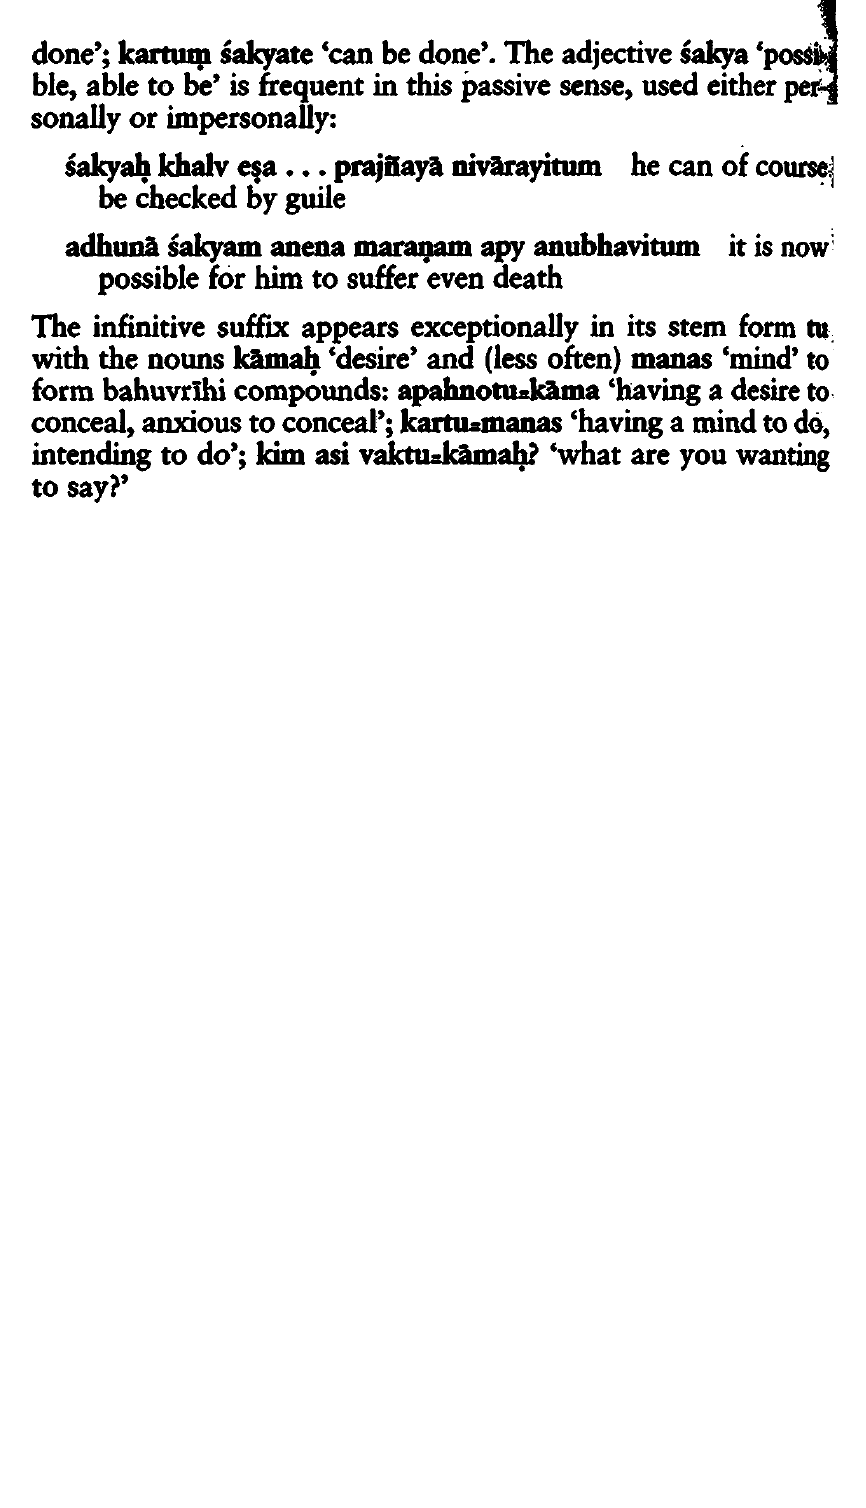 done’; kartuṃ śakyate ‘can be done’. The adjective śakya ‘possi-
ble, able to be’ is frequent in this passive sense, used either per-
sonally or impersonally:
śakyaḥ khalv eṣa . . . prajñayā nivārayitum he can of course
be checked by guile
adhunā śakyam anena maraṇam apy anubhavitum it is now
possible for him to suffer even death
The infinitive suffix appears exceptionally in its stem form tu
with the nouns kāmaḥ ‘desire’ and (less often) manas ‘mind’ to
form bahuvrīhi compounds: apahnotu-kāma ‘having a desire to
conceal, anxious to conceal’; kartu-manas ‘having a mind to do,
intending to do’; kim asi vaktu-kāmaḥ? ‘what are you wanting
to say?’